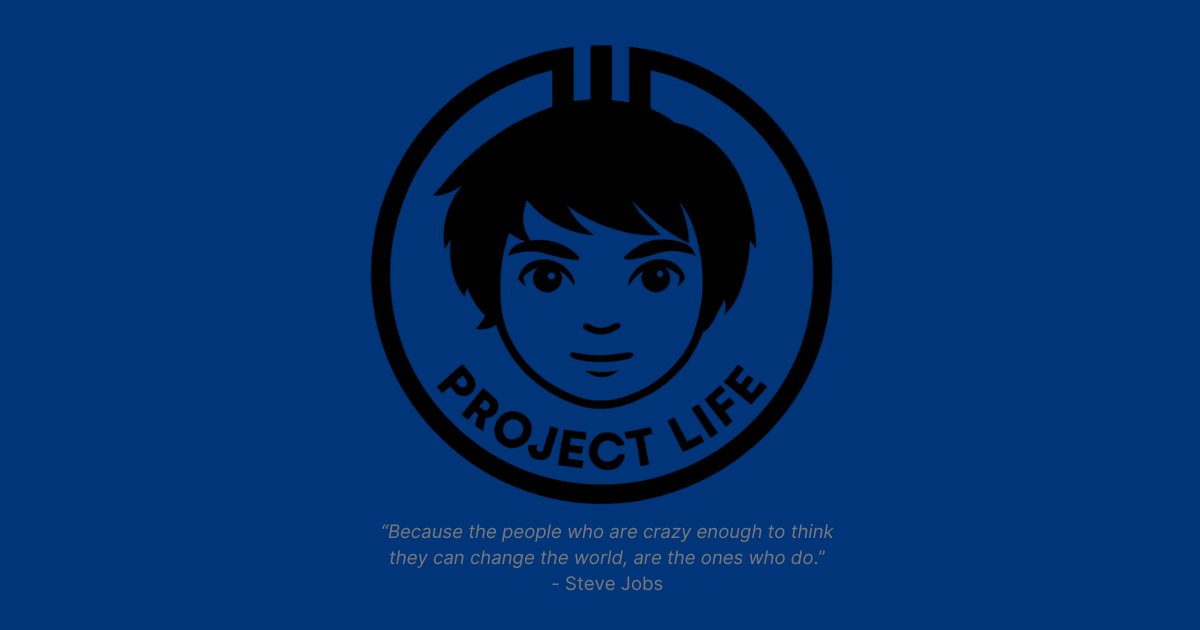 PROJECT LIFE
“Because the people who are crazy enough to think
they can change the world, are the ones who do.”
- Steve Jobs